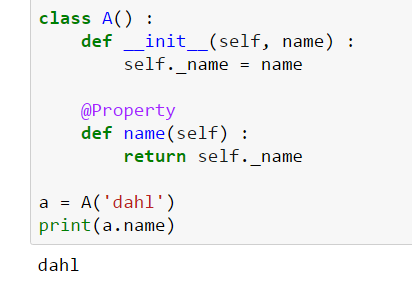 class A() :
    def __init__(self, name) :
        self._name = name

    @Property
    def name(self) :
        return self._name

a = A('dahl')
print(a.name)
dahl